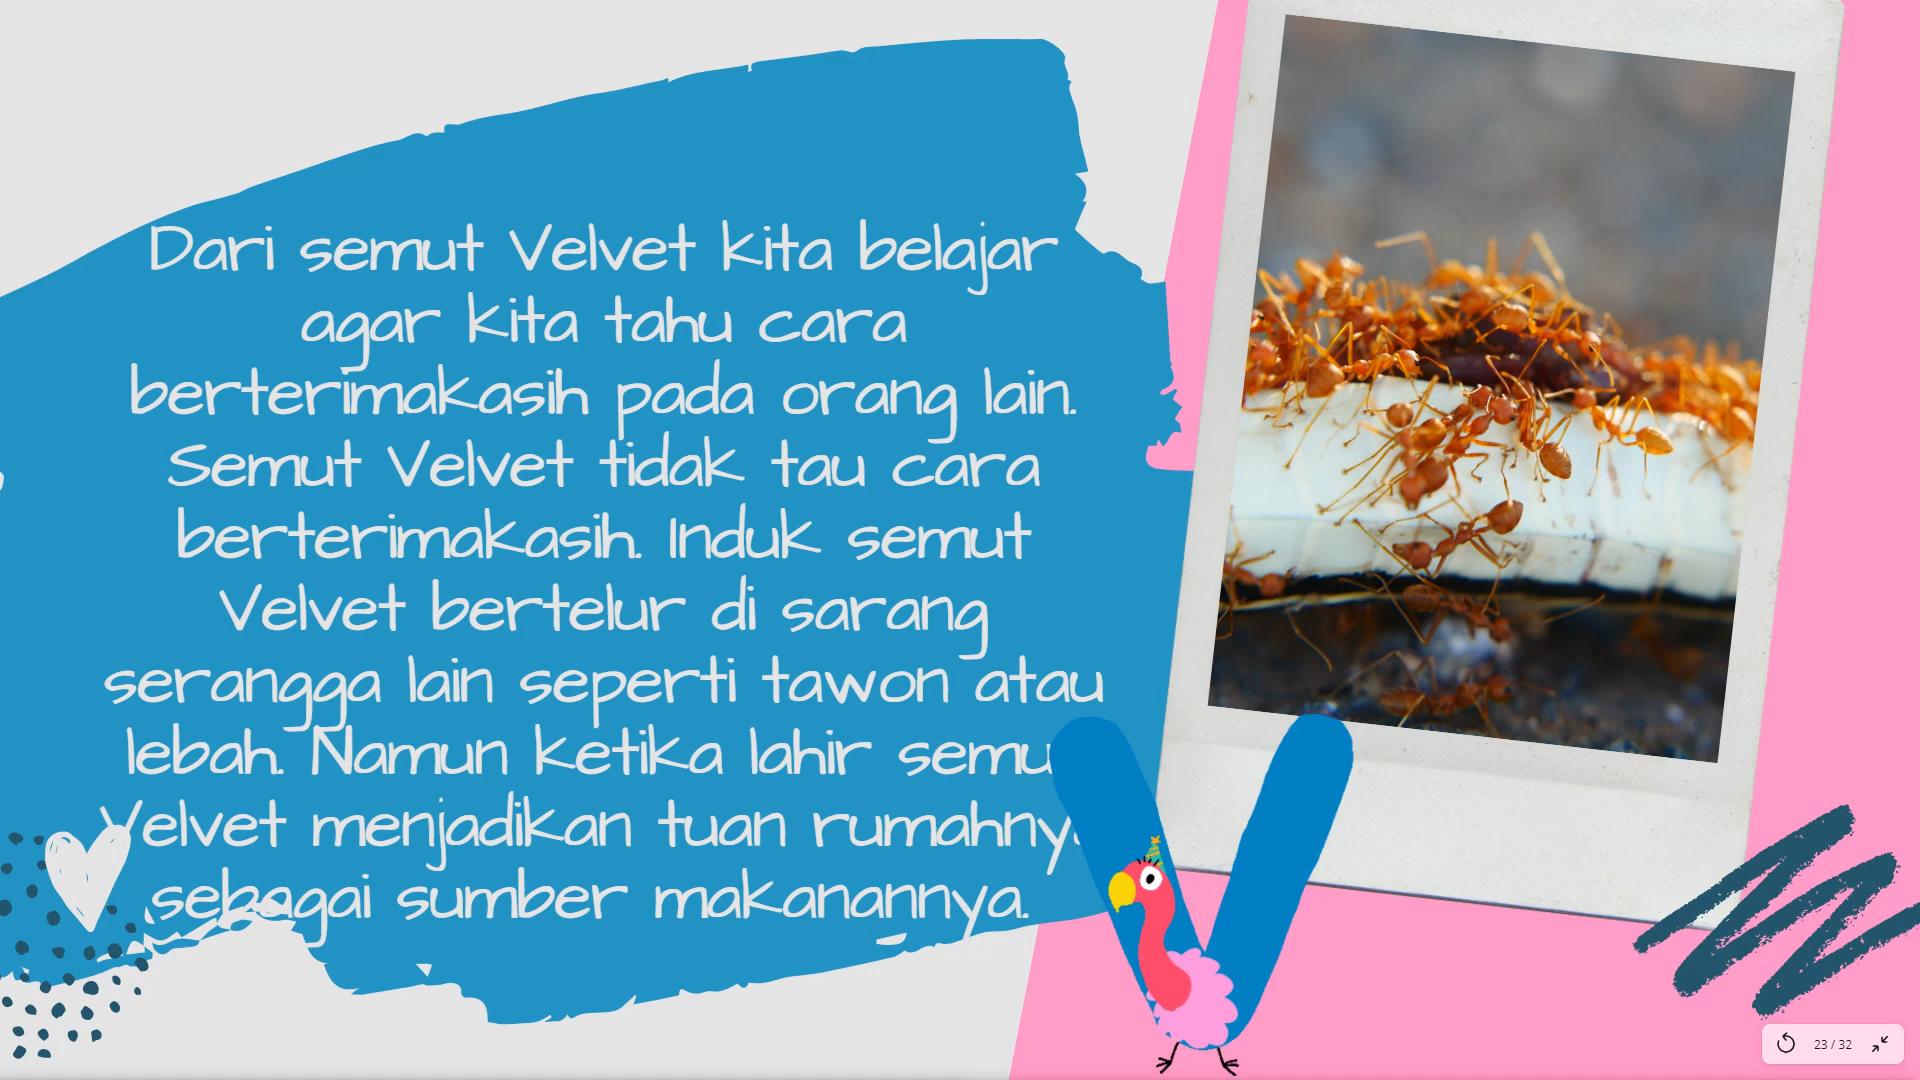 Dari semut Velvet kita belajar
agar kita tahu cara
berterimakasih pada orang lain.
Semut Velvet tidak tau cara
berterimakasih. Induk semut
Velvet bertelur di sarang
serangga lain seperti tawon atau
lebah. Namun ketika lahir semu
Velvet menjadikan tuan rumahnya
sebagai sumber makanannya.
V
23 / 32